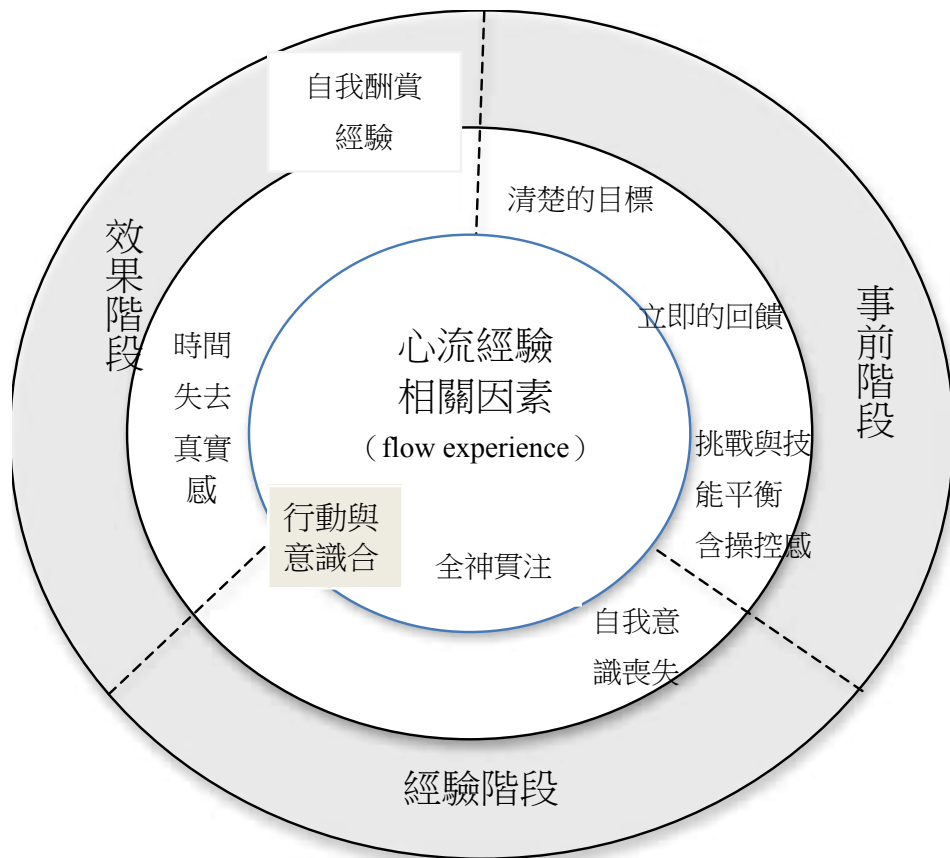 自我酬賞
經驗
清楚的目標
效果階段
立即的回饋
事前階段
時間
失去
真實
感
心流經驗
相關因素
（flow experience）
挑戰與技
能平衡
含操控感
行動與
意識合
全神貫注
自我意
識喪失
經驗階段